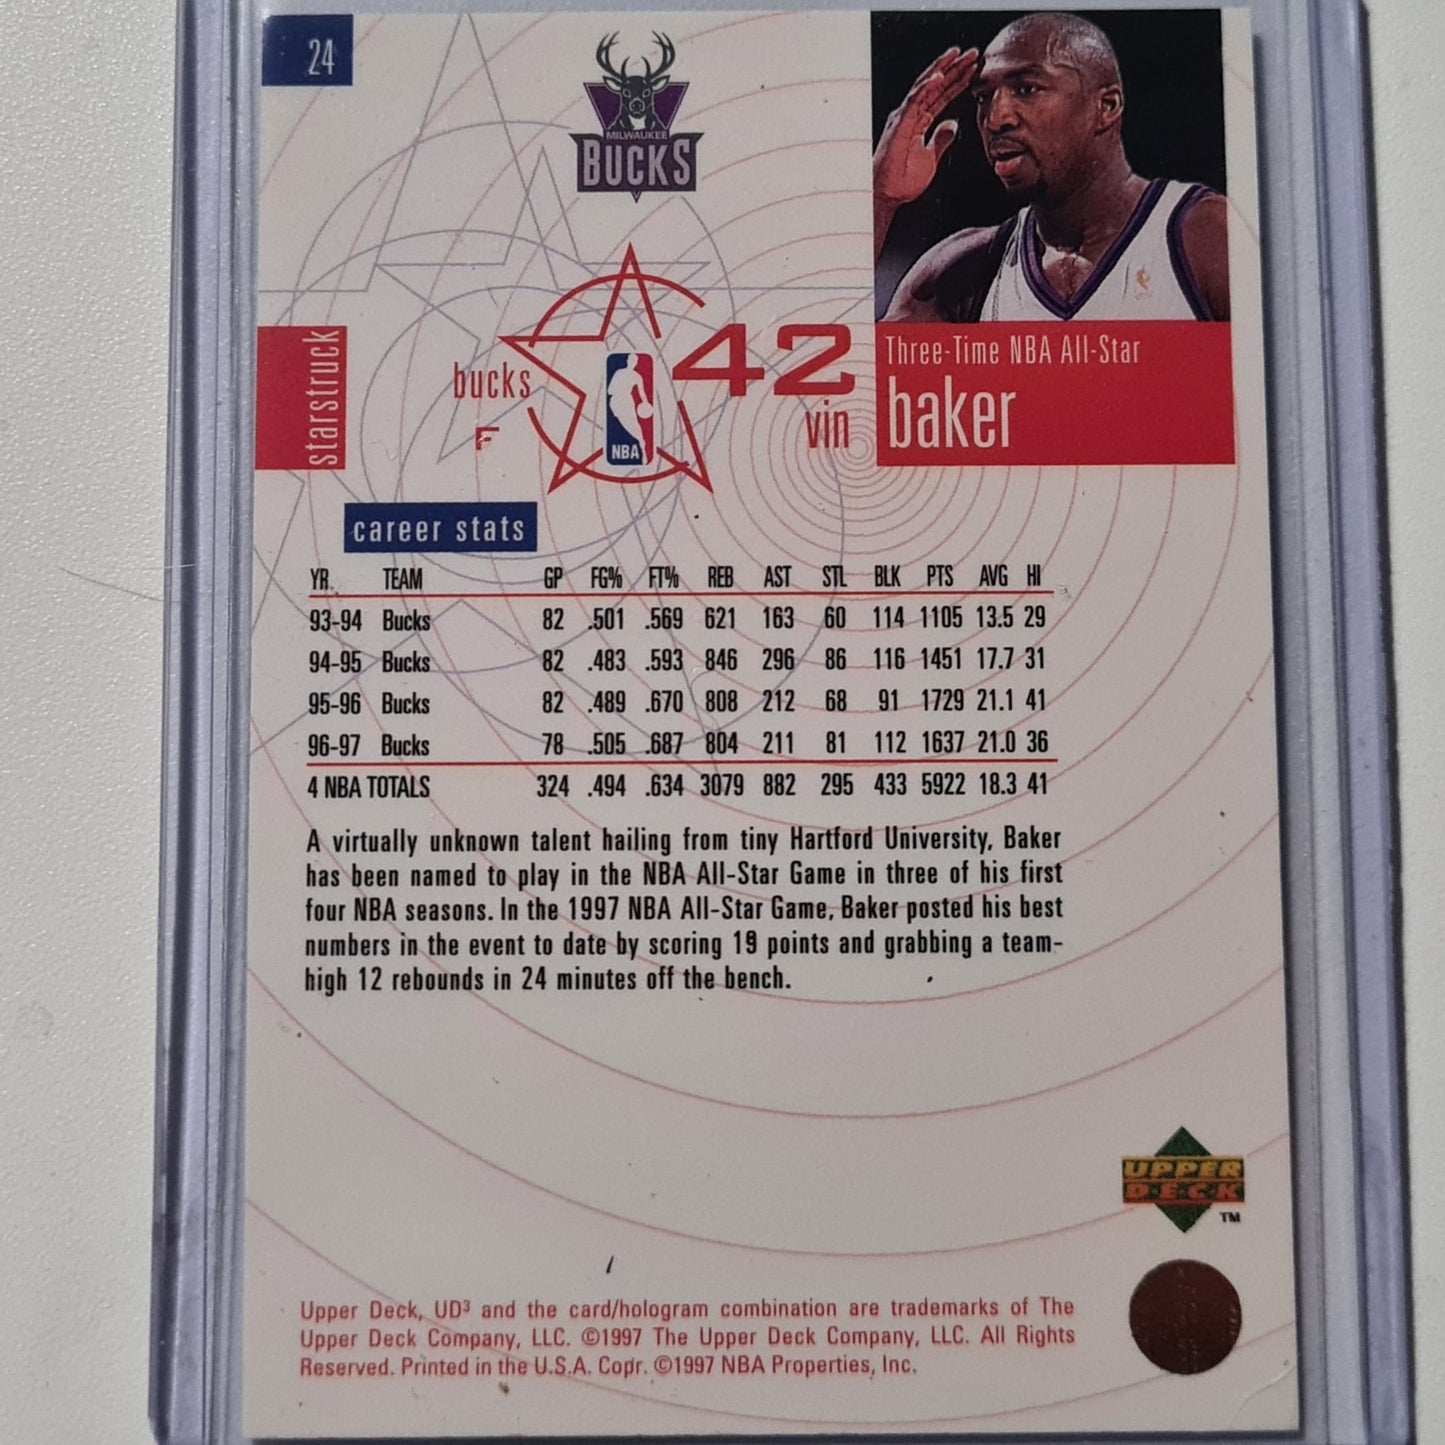 24
MILWAUKEE
BUCKS
starstruck
bucks
F
NBA
42
vin
Three-Time NBA All-Star
baker
career stats
YR. TEAM GP FG% FT% REB AST STL BLK PTS AVG HI
93-94 Bucks 82 .501 .569 621 163 60 114 1105 13.5 29
94-95 Bucks 82 .483 .593 846 296 86 116 1451 17.7 31
95-96 Bucks 82 .489 .670 808 212 68 91 1729 21.1 41
96-97 Bucks 78 .505 .687 804 211 81 112 1637 21.0 36
4 NBA TOTALS 324 .494 .634 3079 882 295 433 5922 18.3 41
A virtually unknown talent hailing from tiny Hartford University, Baker
has been named to play in the NBA All-Star Game in three of his first
four NBA seasons. In the 1997 NBA All-Star Game, Baker posted his best
numbers in the event to date by scoring 19 points and grabbing a team-
high 12 rebounds in 24 minutes off the bench.
UPPER
DECK
TM
Upper Deck, UD³ and the card/hologram combination are trademarks of The
Upper Deck Company, LLC. ©1997 The Upper Deck Company, LLC. All Rights
Reserved. Printed in the U.S.A. Copr. ©1997 NBA Properties, Inc.